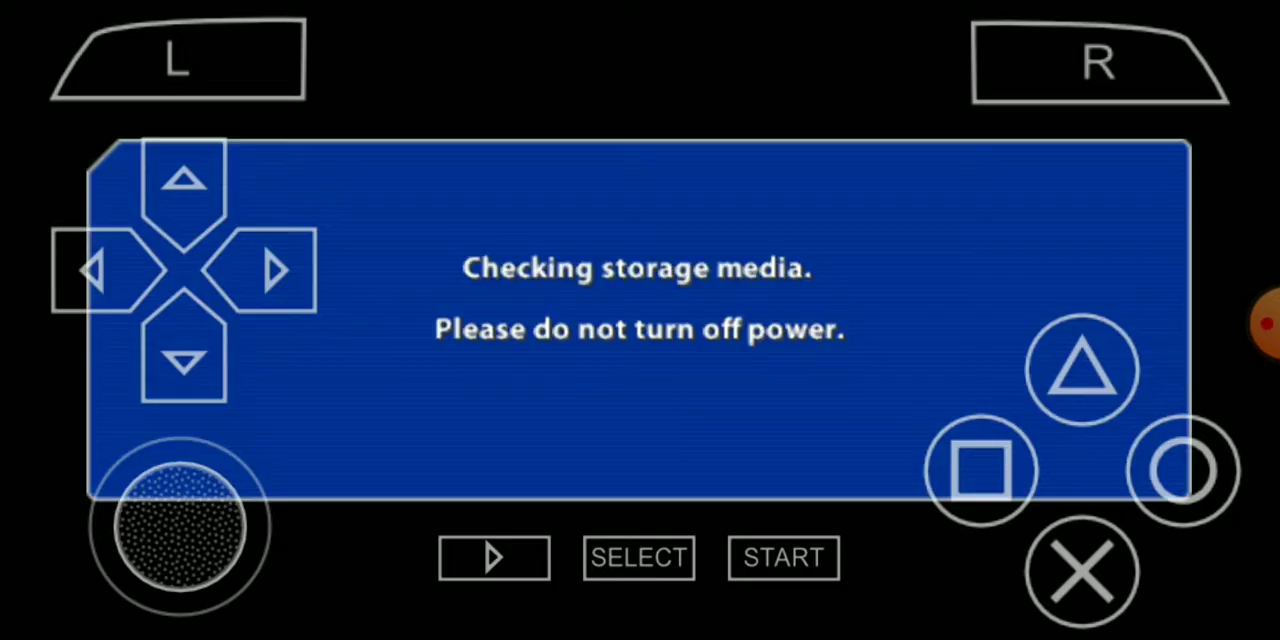 L
R
Checking storage media.
Please do not turn off power.
SELECT
START